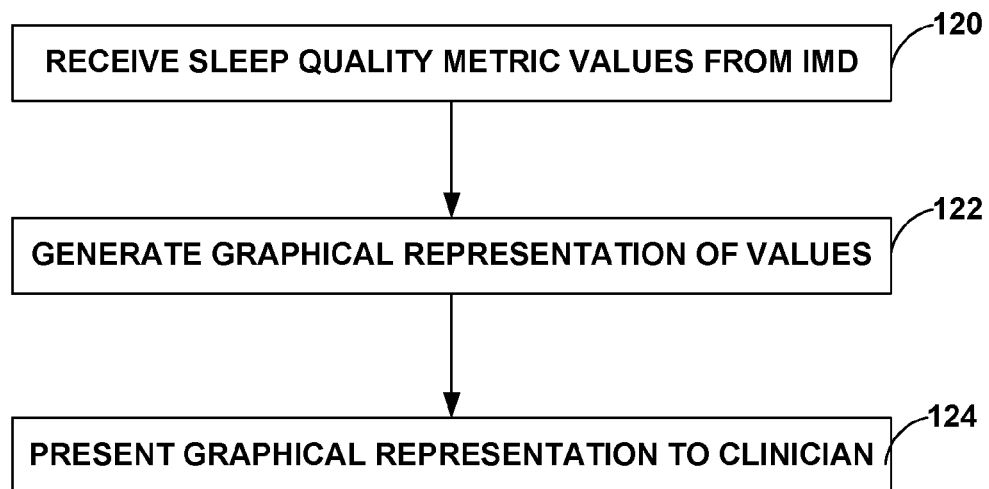 120
RECEIVE SLEEP QUALITY METRIC VALUES FROM IMD
122
GENERATE GRAPHICAL REPRESENTATION OF VALUES
124
PRESENT GRAPHICAL REPRESENTATION TO CLINICIAN